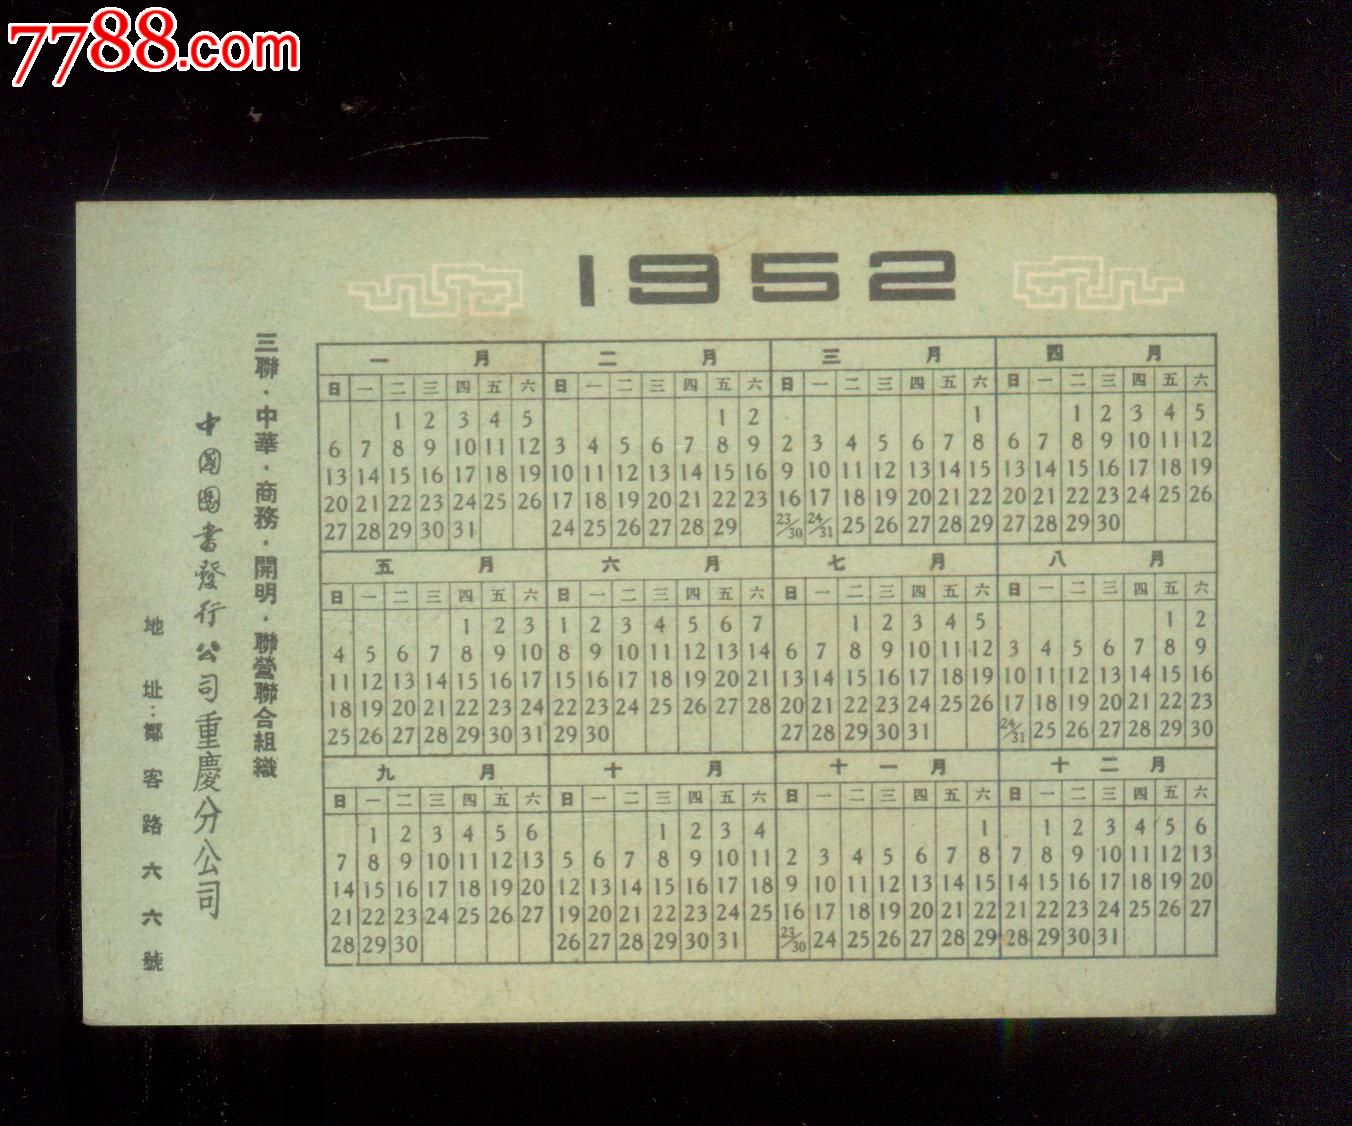 7788.com
1952
三聯·中華·商務·開明·聯營聯合組織
中國圖書發行公司重慶分公司
地址:鄒容路六六號
一月 二月 三月 四月
日 一 二 三 四 五 六 日 一 二 三 四 五 六 日 一 二 三 四 五 六 日 一 二 三 四 五 六
1 2 3 4 5 1 2 1 1 2 3 4 5
6 7 8 9 10 11 12 3 4 5 6 7 8 9 2 3 4 5 6 7 8 6 7 8 9 10 11 12
13 14 15 16 17 18 19 10 11 12 13 14 15 16 9 10 11 12 13 14 15 13 14 15 16 17 18 19
20 21 22 23 24 25 26 17 18 19 20 21 22 23 16 17 18 19 20 21 22 20 21 22 23 24 25 26
27 28 29 30 31 24 25 26 27 28 29 23/30 24/31 25 26 27 28 29 27 28 29 30
五月 六月 七月 八月
日 一 二 三 四 五 六 日 一 二 三 四 五 六 日 一 二 三 四 五 六 日 一 二 三 四 五 六
1 2 3 1 2 3 4 5 6 7 1 2 3 4 5 1 2
4 5 6 7 8 9 10 8 9 10 11 12 13 14 6 7 8 9 10 11 12 3 4 5 6 7 8 9
11 12 13 14 15 16 17 15 16 17 18 19 20 21 13 14 15 16 17 18 19 10 11 12 13 14 15 16
18 19 20 21 22 23 24 22 23 24 25 26 27 28 20 21 22 23 24 25 26 17 18 19 20 21 22 23
25 26 27 28 29 30 31 29 30 27 28 29 30 31 24/31 25 26 27 28 29 30
九月 十月 十一月 十二月
日 一 二 三 四 五 六 日 一 二 三 四 五 六 日 一 二 三 四 五 六 日 一 二 三 四 五 六
1 2 3 4 5 6 1 2 3 4 1 1 2 3 4 5 6
7 8 9 10 11 12 13 5 6 7 8 9 10 11 2 3 4 5 6 7 8 7 8 9 10 11 12 13
14 15 16 17 18 19 20 12 13 14 15 16 17 18 9 10 11 12 13 14 15 14 15 16 17 18 19 20
21 22 23 24 25 26 27 19 20 21 22 23 24 25 16 17 18 19 20 21 22 21 22 23 24 25 26 27
28 29 30 26 27 28 29 30 31 23/30 24 25 26 27 28 29 28 29 30 31